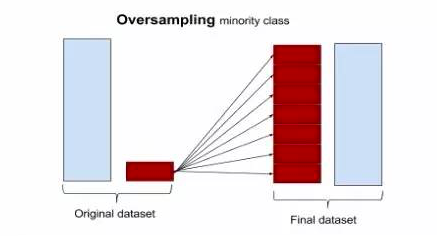 Oversampling minority class
Original dataset
Final dataset